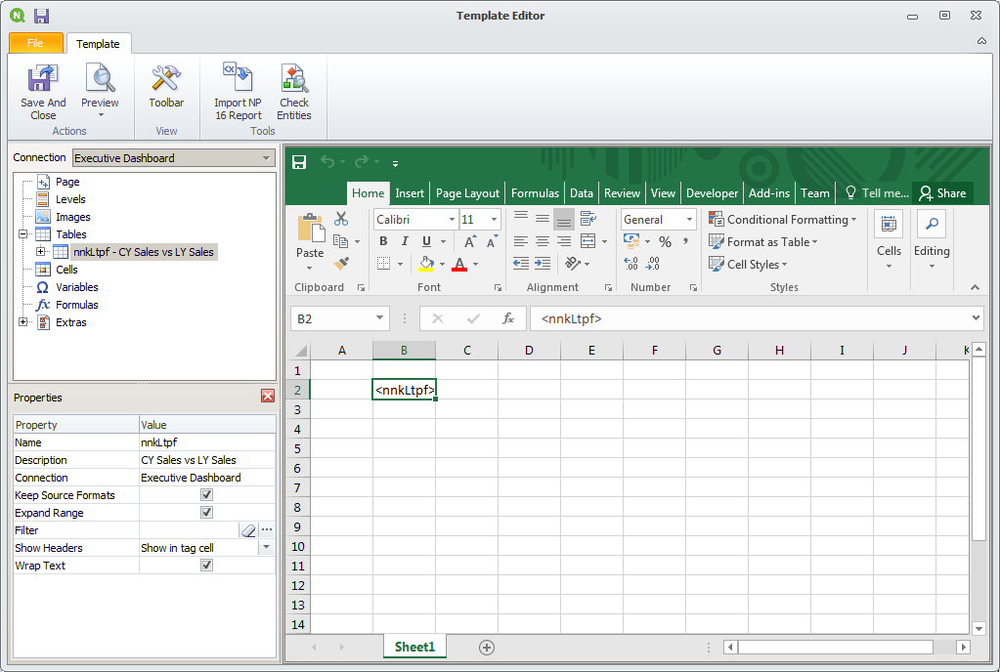 Template Editor
File
Template
Save And
Close
Preview
Actions
Toolbar
View
Import NP
16 Report
Check
Entities
Tools
Connection
Executive Dashboard
Page
Levels
Images
Tables
nnkLtpf - CY Sales vs LY Sales
Cells
Variables
Formulas
Extras
Properties
Property Value
Name nnkLtpf
Description CY Sales vs LY Sales
Connection Executive Dashboard
Keep Source Formats
Expand Range
Filter
Show Headers Show in tag cell
Wrap Text
Home Insert Page Layout Formulas Data Review View Developer Add-ins Team Tell me... Share
Paste
Clipboard
Calibri 11
B I U A A
A
Font
Alignment
General
% ,
Number
Conditional Formatting
Format as Table
Cell Styles
Styles
Cells
Editing
B2 fx <nnkLtpf>
A B C D E F G H I J K
1
2 <nnkLtpf>
3
4
5
6
7
8
9
10
11
12
13
14
Sheet1